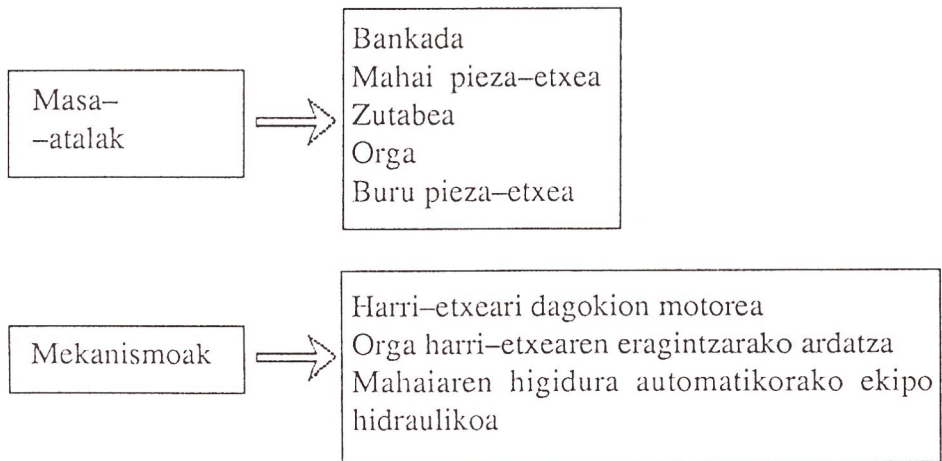 Masa–
–atalak
Bankada
Mahai pieza–etxea
Zutabea
Orga
Buru pieza–etxea
Mekanismoak
Harri–etxeari dagokion motorea
Orga harri–etxearen eragintzarako ardatza
Mahaiaren higidura automatikorako ekipo
hidraulikoa